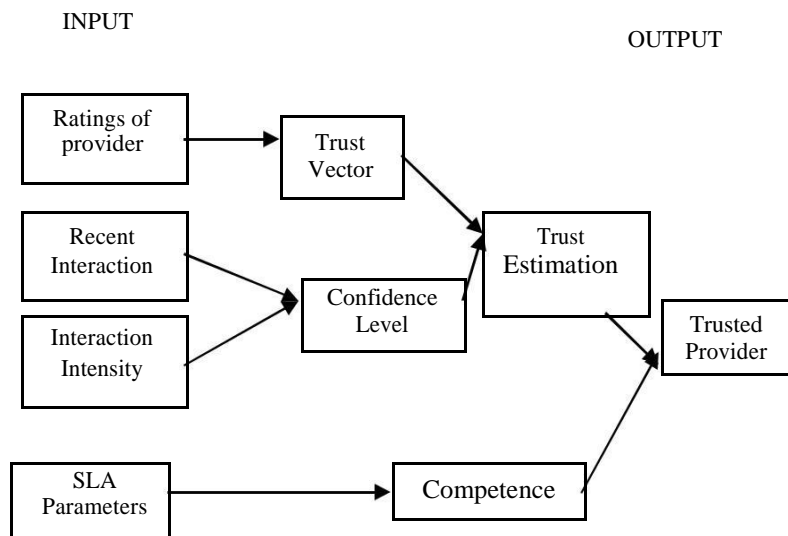 INPUT
OUTPUT
Ratings of
provider
Trust
Vector
Recent
Interaction
Trust
Estimation
Confidence
Level
Interaction
Intensity
Trusted
Provider
SLA
Parameters
Competence